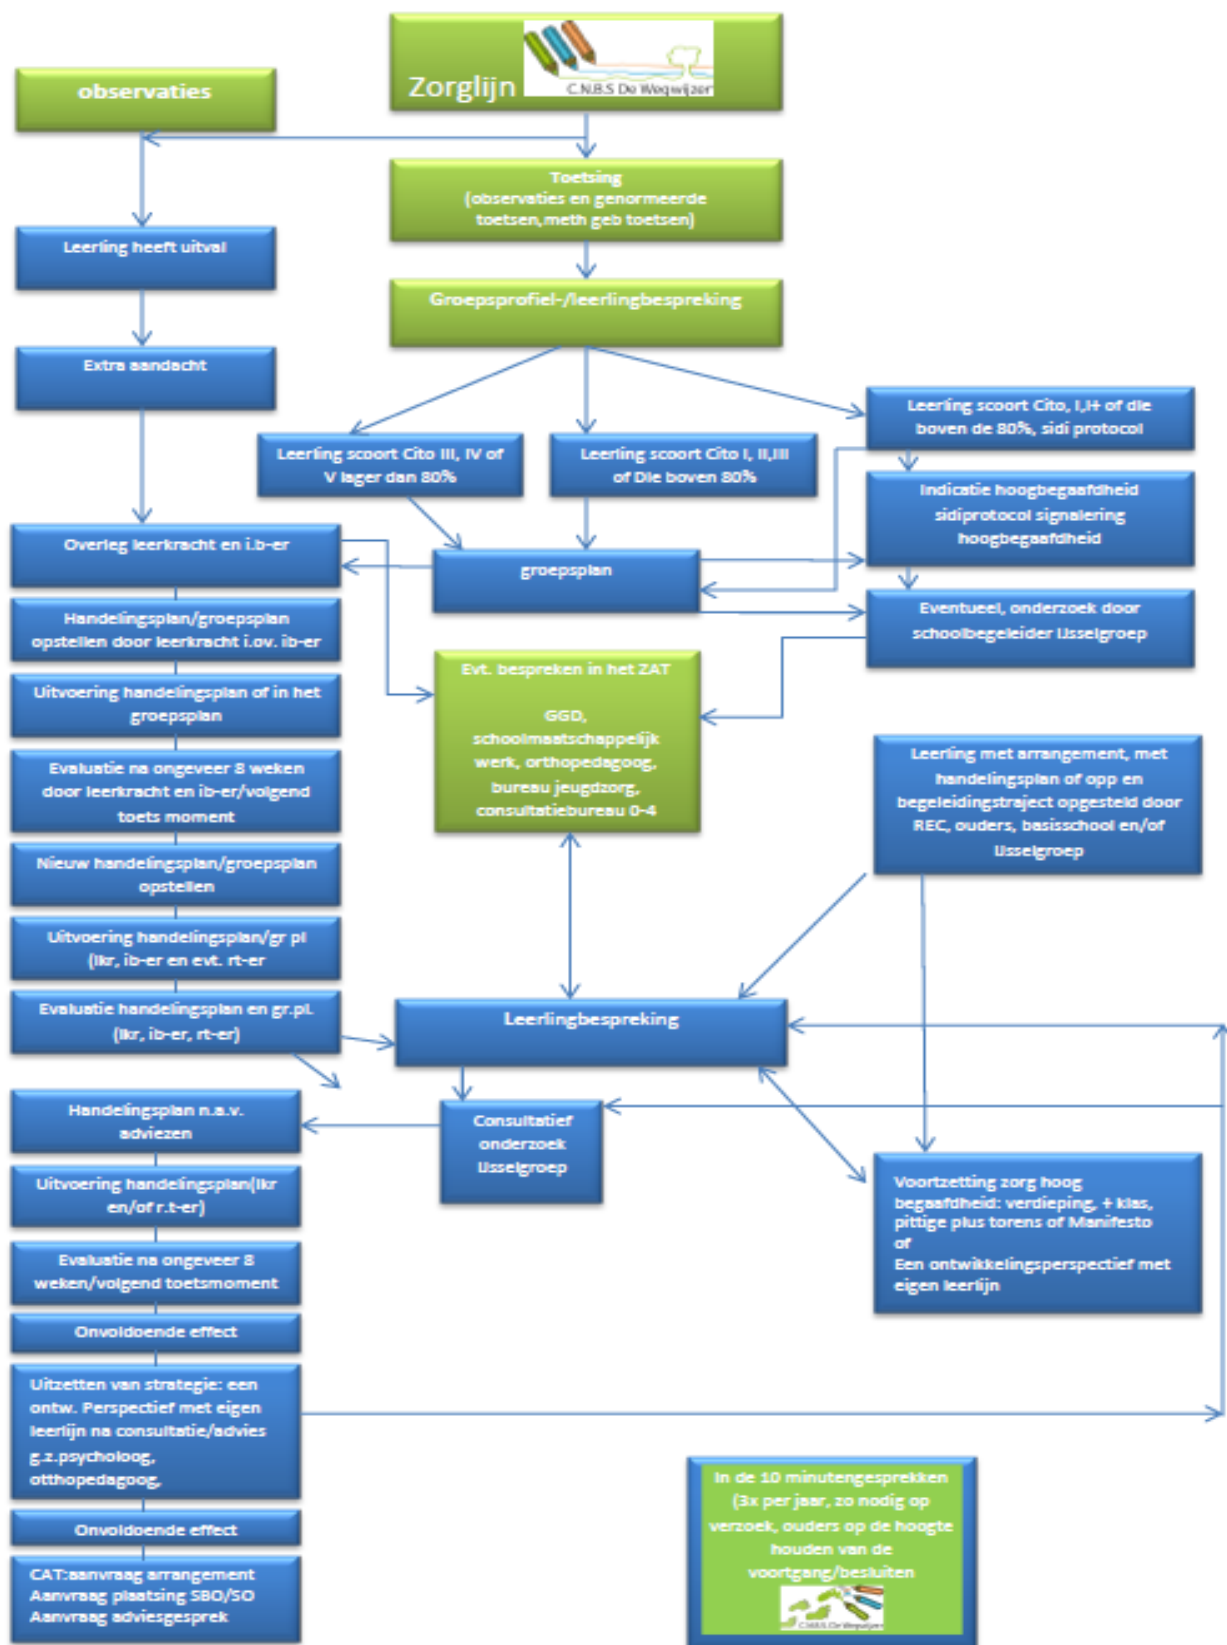 Zorglijn
C.N.B.S De Wegwijzer
observaties
Toetsing
(observaties en genormeerde
toetsen,meth geb toetsen)
Leerling heeft uitval
Groepsprofiel-/leerlingbespreking
Extra aandacht
Leerling scoort Cito III, IV of
V lager dan 80%
Leerling scoort Cito I, II,III
of Die boven 80%
Leerling scoort Cito, I,I+ of die
boven de 80%, sidi protocol
Indicatie hoogbegaafdheid
sidiprotocol signalering
hoogbegaafdheid
Overleg leerkracht en i.b-er
groepsplan
Eventueel, onderzoek door
schoolbegeleider IJsselgroep
Handelingsplan/groepsplan
opstellen door leerkracht i.ov. ib-er
Uitvoering handelingsplan of in het
groepsplan
Evt. bespreken in het ZAT
GGD,
schoolmaatschappelijk
werk, orthopedagoog,
bureau jeugdzorg,
consultatiebureau 0-4
Evaluatie na ongeveer 8 weken
door leerkracht en ib-er/volgend
toets moment
Leerling met arrangement, met
handelingsplan of opp en
begeleidingstraject opgesteld door
REC, ouders, basisschool en/of
IJsselgroep
Nieuw handelingsplan/groepsplan
opstellen
Uitvoering handelingsplan/gr pl
(lkr, ib-er en evt. rt-er
Evaluatie handelingsplan en gr.pl.
(lkr, ib-er, rt-er)
Leerlingbespreking
Handelingsplan n.a.v.
adviezen
Consultatief
onderzoek
IJsselgroep
Uitvoering handelingsplan(lkr
en/of r.t-er)
Voortzetting zorg hoog
begaafdheid: verdieping, + klas,
pittige plus torens of Manifesto
of
Een ontwikkelingsperspectief met
eigen leerlijn
Evaluatie na ongeveer 8
weken/volgend toetsmoment
Onvoldoende effect
Uitzetten van strategie: een
ontw. Perspectief met eigen
leerlijn na consultatie/advies
g.z.psycholoog,
otthopedagoog,
Onvoldoende effect
CAT:aanvraag arrangement
Aanvraag plaatsing SBO/SO
Aanvraag adviesgesprek
In de 10 minutengesprekken
(3x per jaar, zo nodig op
verzoek, ouders op de hoogte
houden van de
voortgang/besluiten
C.N.B.S De Wegwijzer